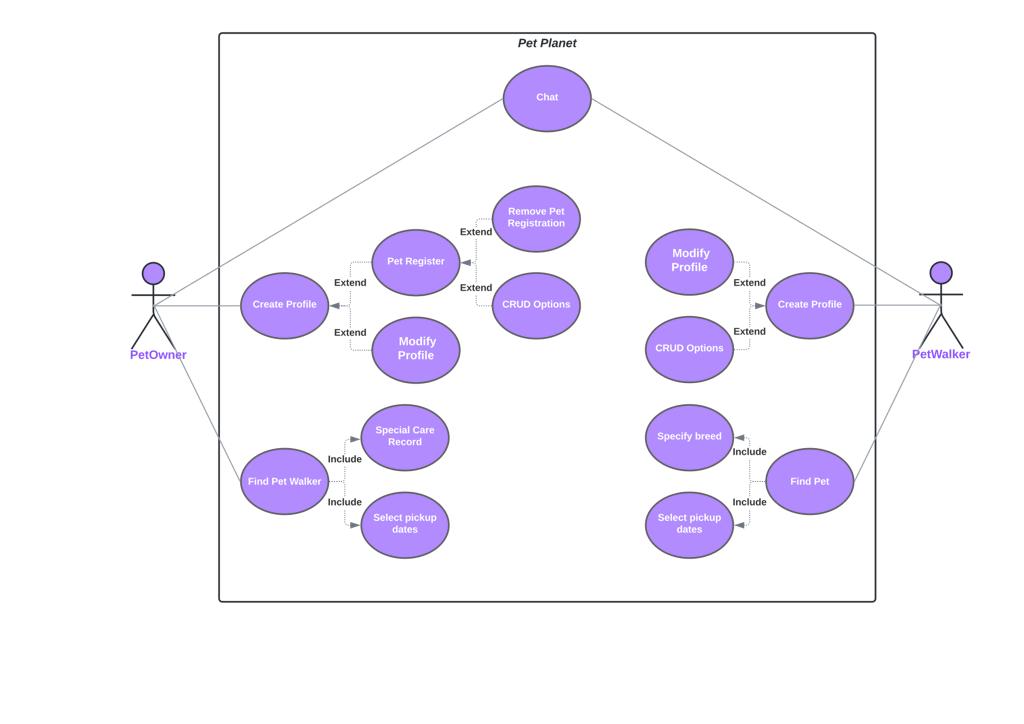 Pet Planet
Chat
Remove Pet
Registration
Extend
Pet Register
Extend
Extend
CRUD Options
Create Profile
Extend
Modify
Profile
PetOwner
Modify
Profile
Extend
Create Profile
Extend
CRUD Options
PetWalker
Special Care
Record
Include
Find Pet Walker
Include
Select pickup
dates
Specify breed
Include
Find Pet
Include
Select pickup
dates